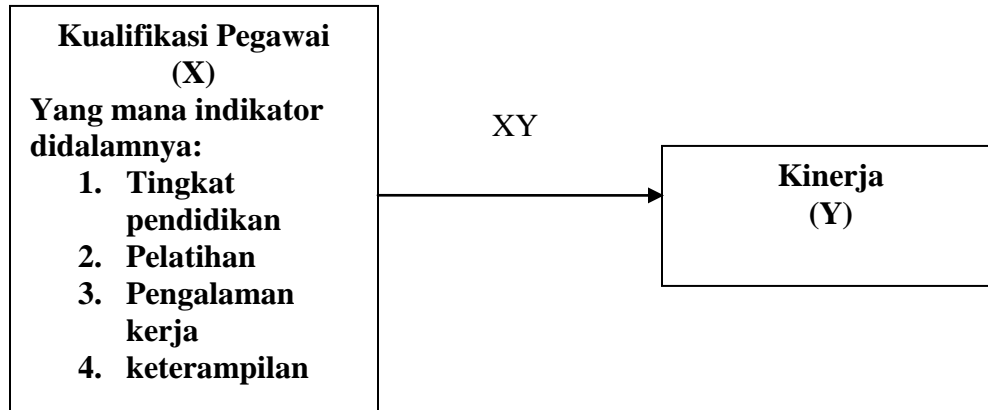 Kualifikasi Pegawai
(X)
Yang mana indikator
didalamnya:
1. Tingkat
pendidikan
2. Pelatihan
3. Pengalaman
kerja
4. keterampilan
XY
Kinerja
(Y)